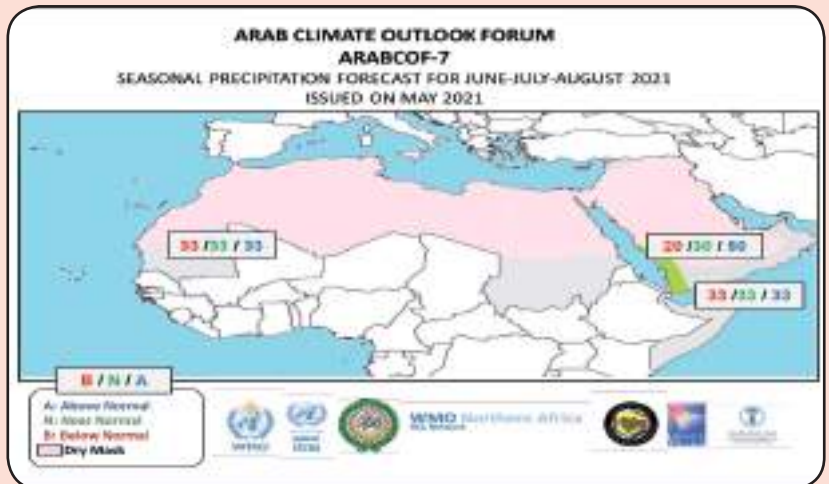 ARAB CLIMATE OUTLOOK FORUM
ARABCOF-7
SEASONAL PRECIPITATION FORECAST FOR JUNE-JULY-AUGUST 2021
ISSUED ON MAY 2021
33 /33 / 33
20 /30 / 50
33 /33 / 33
B / N / A
A: Above Normal
N: Near Normal
B: Below Normal
Dry Mask
WMO Northern Africa